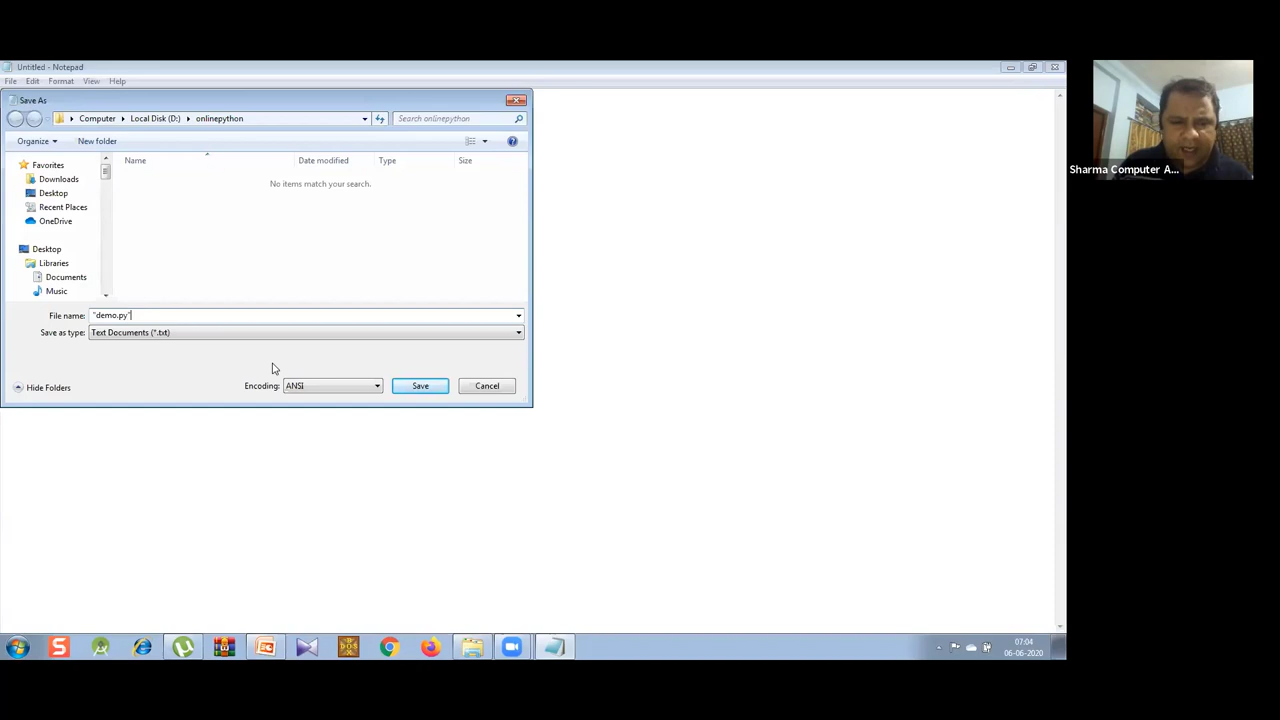 Untitled - Notepad
File Edit Format View Help
Save As
Computer Local Disk (D:) onlinepython Search onlinepython
Organize New folder
Name Date modified Type Size
No items match your search.
Favorites
Downloads
Desktop
Recent Places
OneDrive
Desktop
Libraries
Documents
Music
File name: "demo.py"
Save as type: Text Documents (*.txt)
Hide Folders Encoding: ANSI Save Cancel
Sharma Computer A...
07:04
06-06-2020